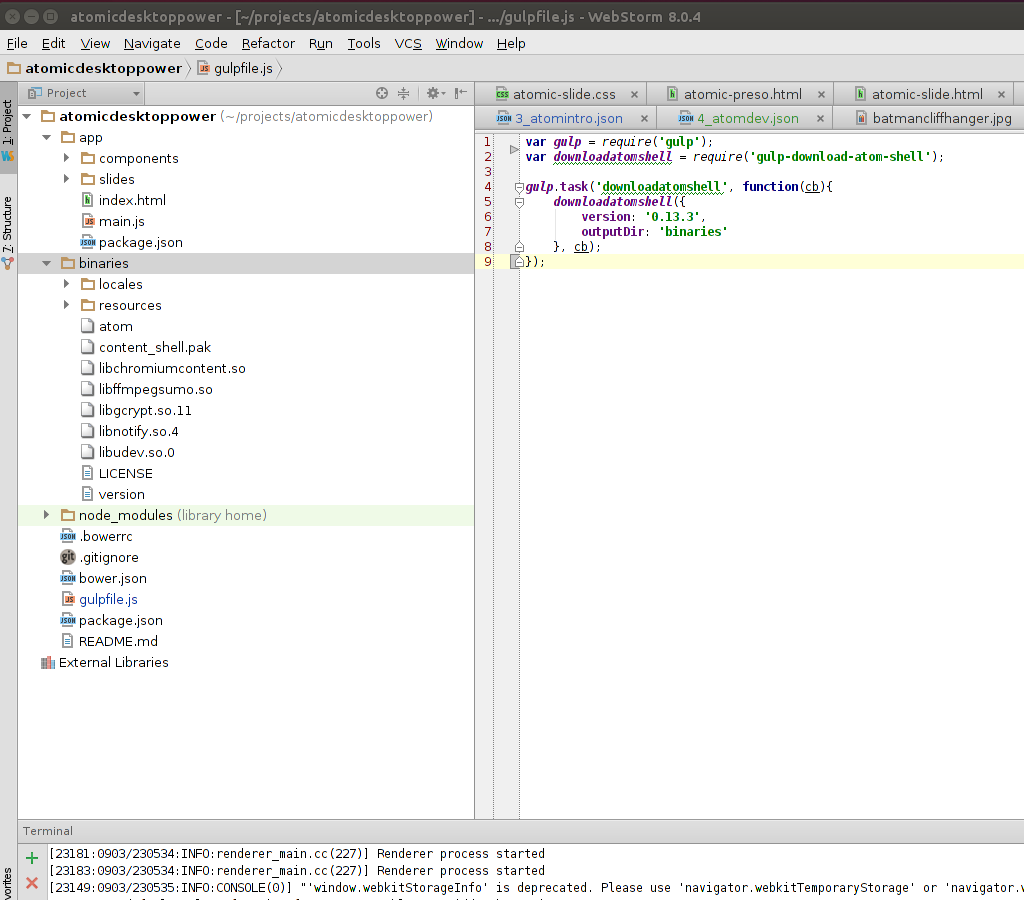 atomicdesktoppower - [~/projects/atomicdesktoppower] - .../gulpfile.js - WebStorm 8.0.4
File Edit View Navigate Code Refactor Run Tools VCS Window Help
atomicdesktoppower gulpfile.js
1: Project
7: Structure
Project
atomicdesktoppower (~/projects/atomicdesktoppower)
app
components
slides
index.html
main.js
package.json
binaries
locales
resources
atom
content_shell.pak
libchromiumcontent.so
libffmpegsumo.so
libgcrypt.so.11
libnotify.so.4
libudev.so.0
LICENSE
version
node_modules (library home)
.bowerrc
.gitignore
bower.json
gulpfile.js
package.json
README.md
External Libraries
atomic-slide.css atomic-preso.html atomic-slide.html
3_atomintro.json 4_atomdev.json batmancliffhanger.jpg
1 var gulp = require('gulp');
2 var downloadatomshell = require('gulp-download-atom-shell');
3
4 gulp.task('downloadatomshell', function(cb){
5 downloadatomshell({
6 version: '0.13.3',
7 outputDir: 'binaries'
8 }, cb);
9 });
Terminal
[23181:0903/230534:INFO:renderer_main.cc(227)] Renderer process started
[23183:0903/230534:INFO:renderer_main.cc(227)] Renderer process started
[23149:0903/230535:INFO:CONSOLE(0)] "'window.webkitStorageInfo' is deprecated. Please use 'navigator.webkitTemporaryStorage' or 'navigator.